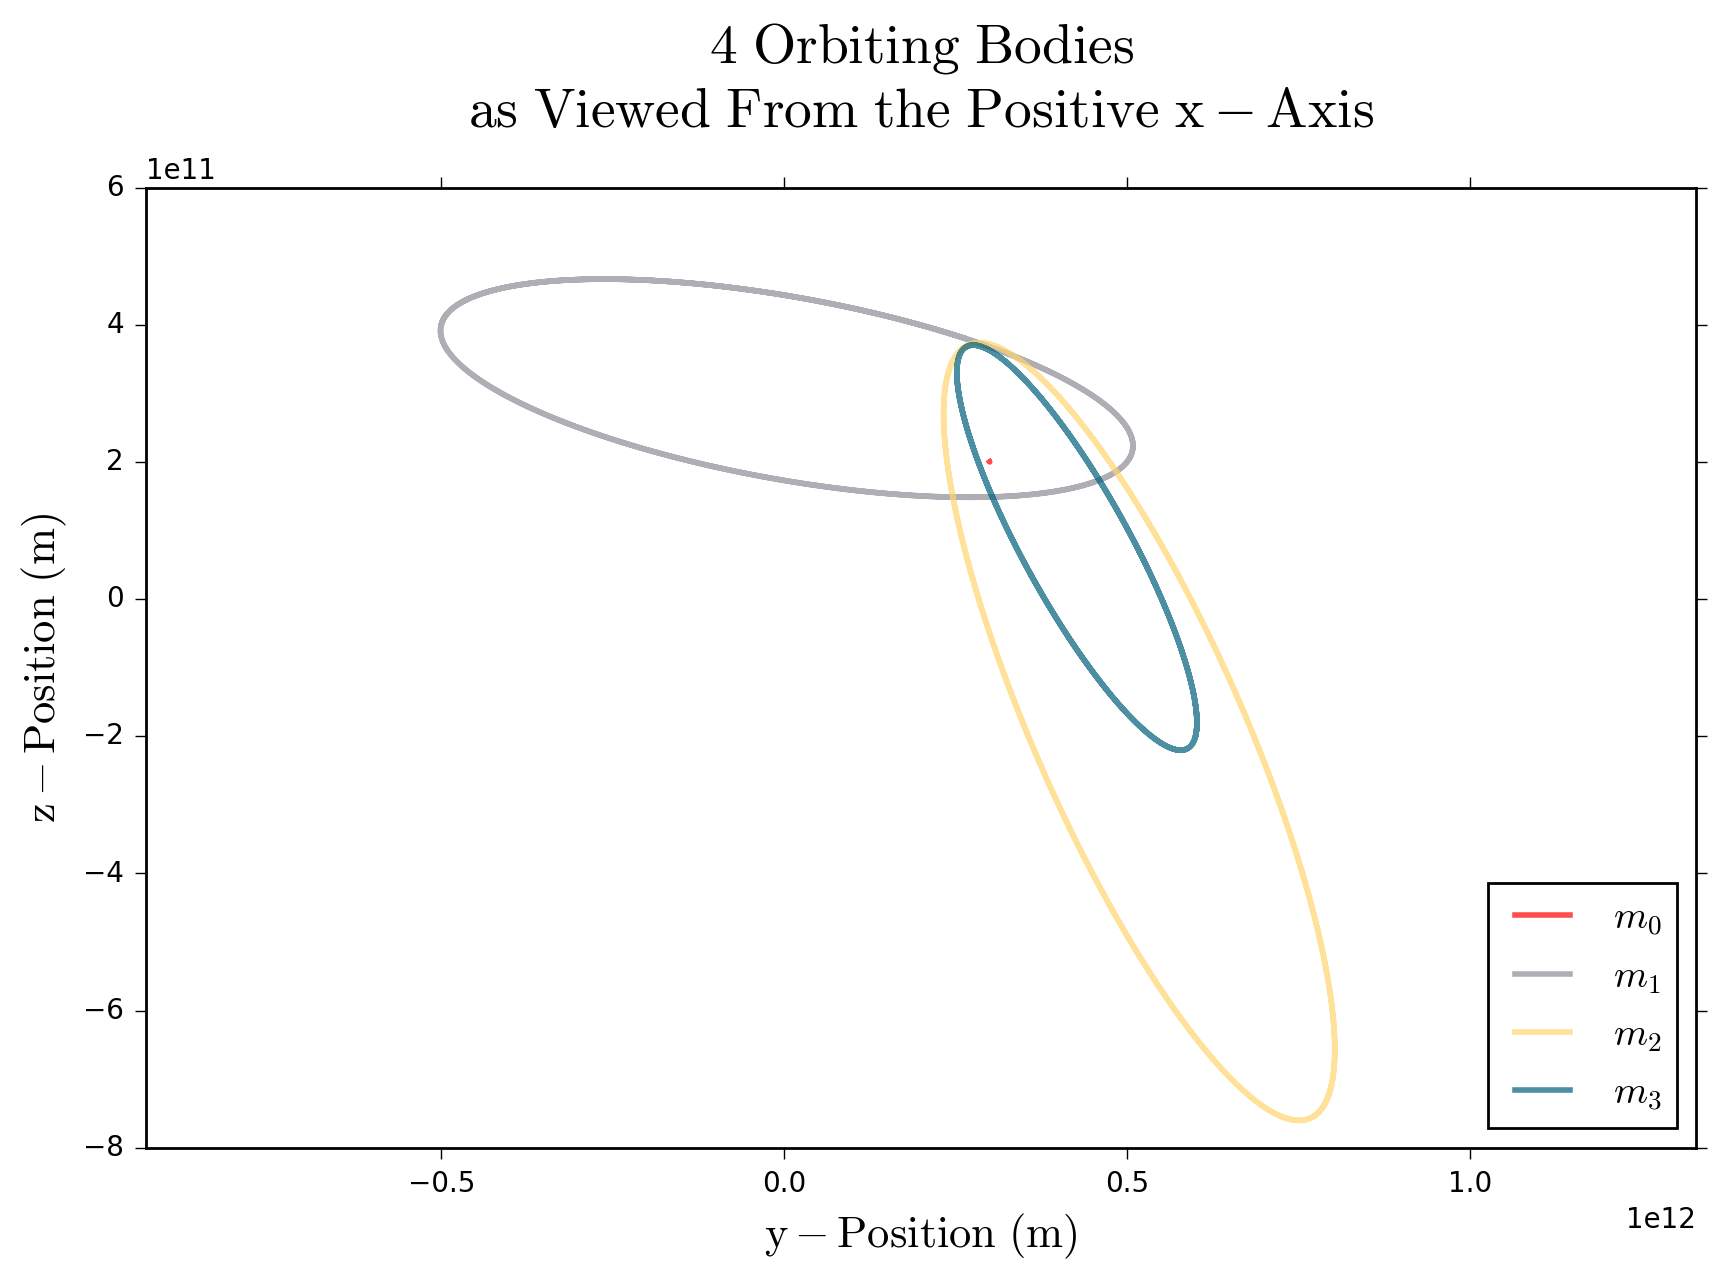 4 Orbiting Bodies
as Viewed From the Positive x − Axis
1e11
6
4
2
0
−2
−4
−6
−8
z − Position (m)
−0.5 0.0 0.5 1.0
1e12
y − Position (m)
m₀
m₁
m₂
m₃